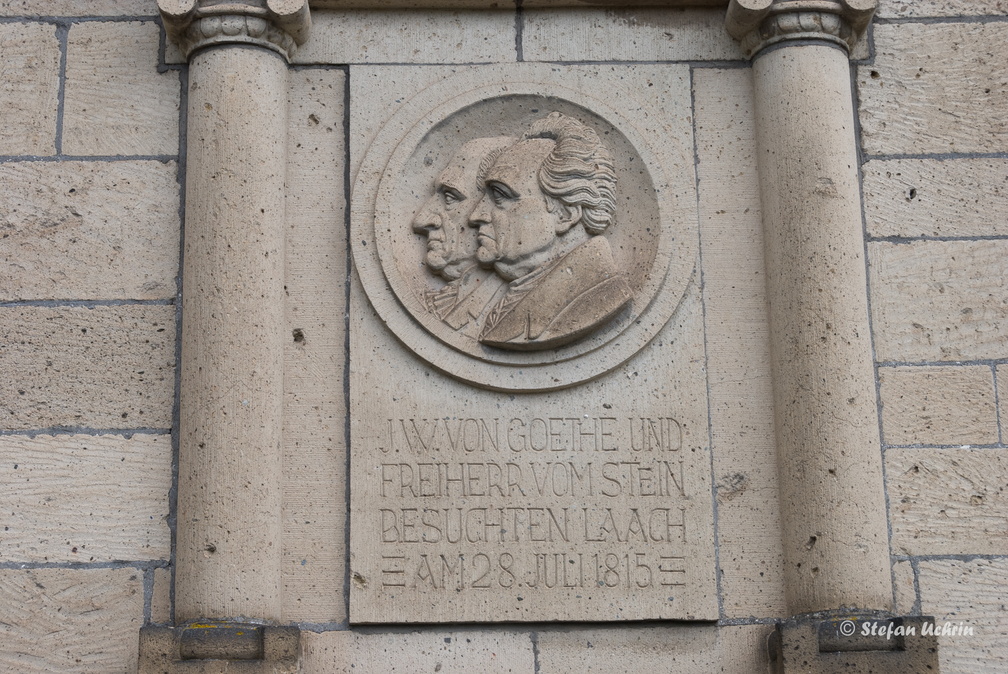 J.W.VON GOETHE UND
FREIHERR VOM STEIN
BESUCHTEN LAACH
AM 28. JULI 1815
© Stefan Uchrin